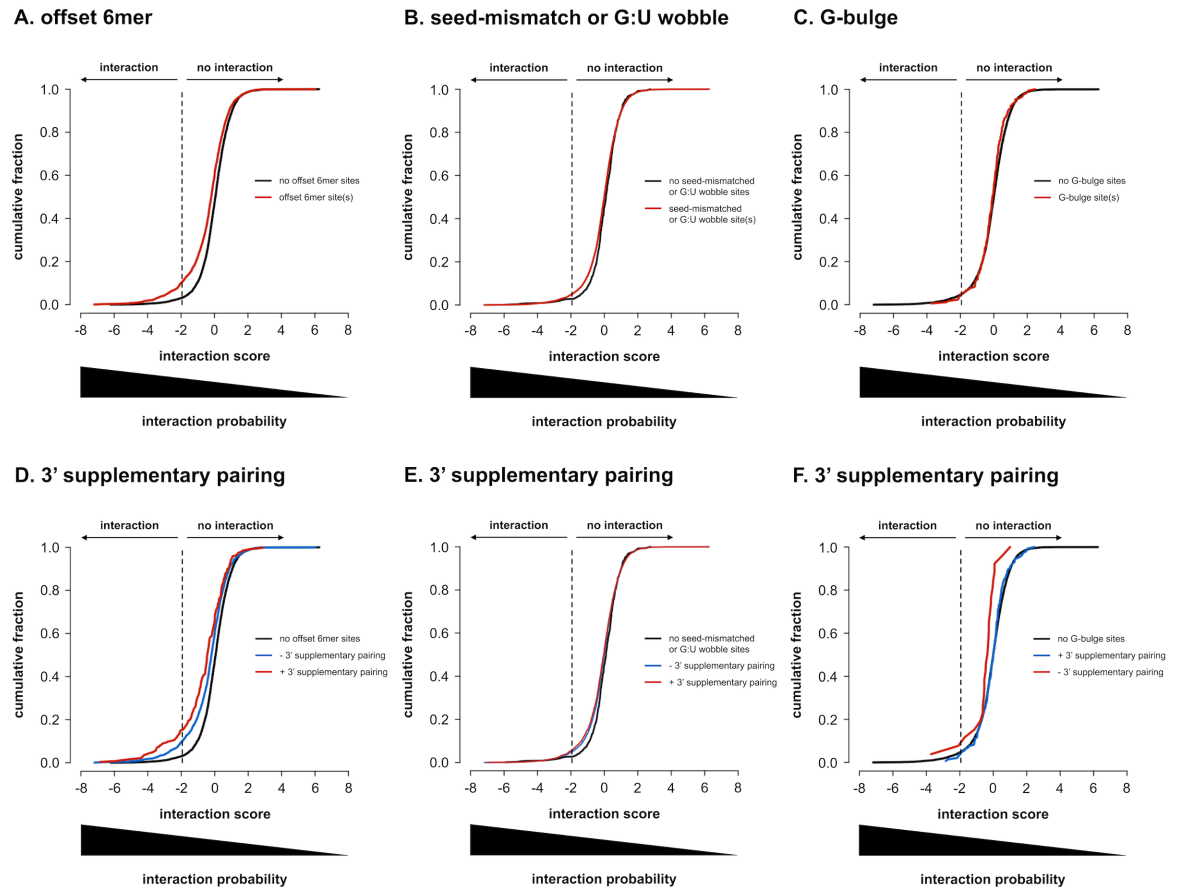 A. offset 6mer
interaction
no interaction
1.0
0.8
0.6
0.4
0.2
0.0
cumulative fraction
no offset 6mer sites
offset 6mer site(s)
-8 -6 -4 -2 0 2 4 6 8
interaction score
interaction probability
B. seed-mismatch or G:U wobble
interaction
no interaction
1.0
0.8
0.6
0.4
0.2
0.0
cumulative fraction
no seed-mismatched
or G:U wobble sites
seed-mismatched
or G:U wobble site(s)
-8 -6 -4 -2 0 2 4 6 8
interaction score
interaction probability
C. G-bulge
interaction
no interaction
1.0
0.8
0.6
0.4
0.2
0.0
cumulative fraction
no G-bulge sites
G-bulge site(s)
-8 -6 -4 -2 0 2 4 6 8
interaction score
interaction probability
D. 3' supplementary pairing
interaction
no interaction
1.0
0.8
0.6
0.4
0.2
0.0
cumulative fraction
no offset 6mer sites
- 3' supplementary pairing
+ 3' supplementary pairing
-8 -6 -4 -2 0 2 4 6 8
interaction score
interaction probability
E. 3' supplementary pairing
interaction
no interaction
1.0
0.8
0.6
0.4
0.2
0.0
cumulative fraction
no seed-mismatched
or G:U wobble sites
- 3' supplementary pairing
+ 3' supplementary pairing
-8 -6 -4 -2 0 2 4 6 8
interaction score
interaction probability
F. 3' supplementary pairing
interaction
no interaction
1.0
0.8
0.6
0.4
0.2
0.0
cumulative fraction
no G-bulge sites
+ 3' supplementary pairing
- 3' supplementary pairing
-8 -6 -4 -2 0 2 4 6 8
interaction score
interaction probability